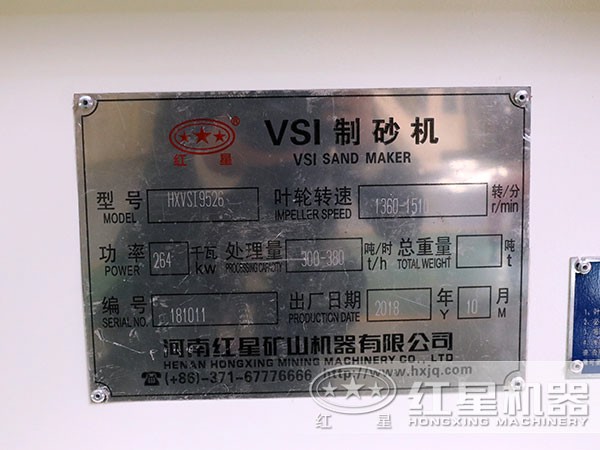 红星
VSI 制砂机
VSI SAND MAKER
型号 HXVSI9526 叶轮转速 1360-1510 转/分
MODEL IMPELLER SPEED r/min
功率 264 千瓦 处理量 300-380 吨/时 总重量 吨
POWER kw PROCESSING CAPACITY t/h TOTAL WEIGHT t
编号 181011 出厂日期 2018 年 10 月
SERIAL NO. PRODUCTION DATE Y M
河南红星矿山机器有限公司
HENAN HONGXING MINING MACHINERY CO., LTD
☎(+86)-371-67776666 http://www.hxjq.com
红星 红星机器
HONGXING MACHINERY